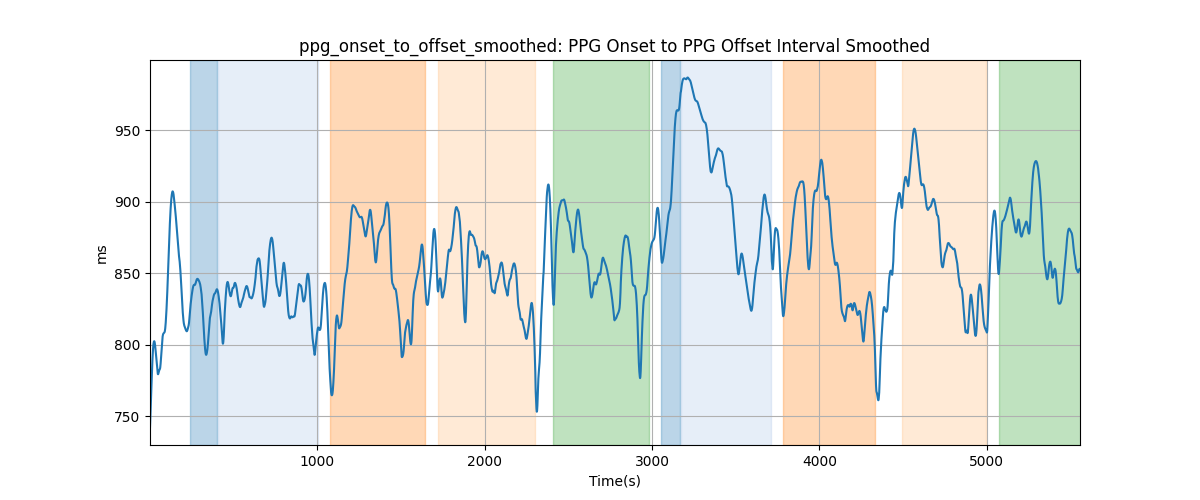 ppg_onset_to_offset_smoothed: PPG Onset to PPG Offset Interval Smoothed
950
900
850
800
750
ms
1000 2000 3000 4000 5000
Time(s)